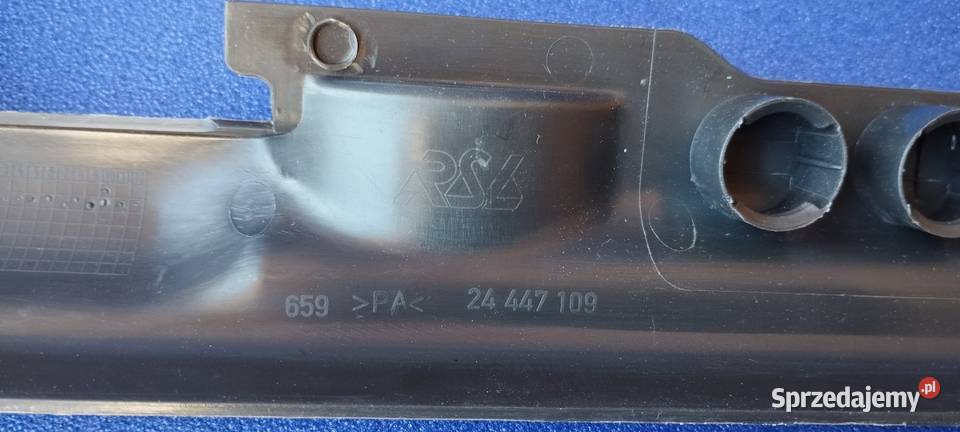 RSL
659 >PA< 24 447 109
Sprzedajemy.pl